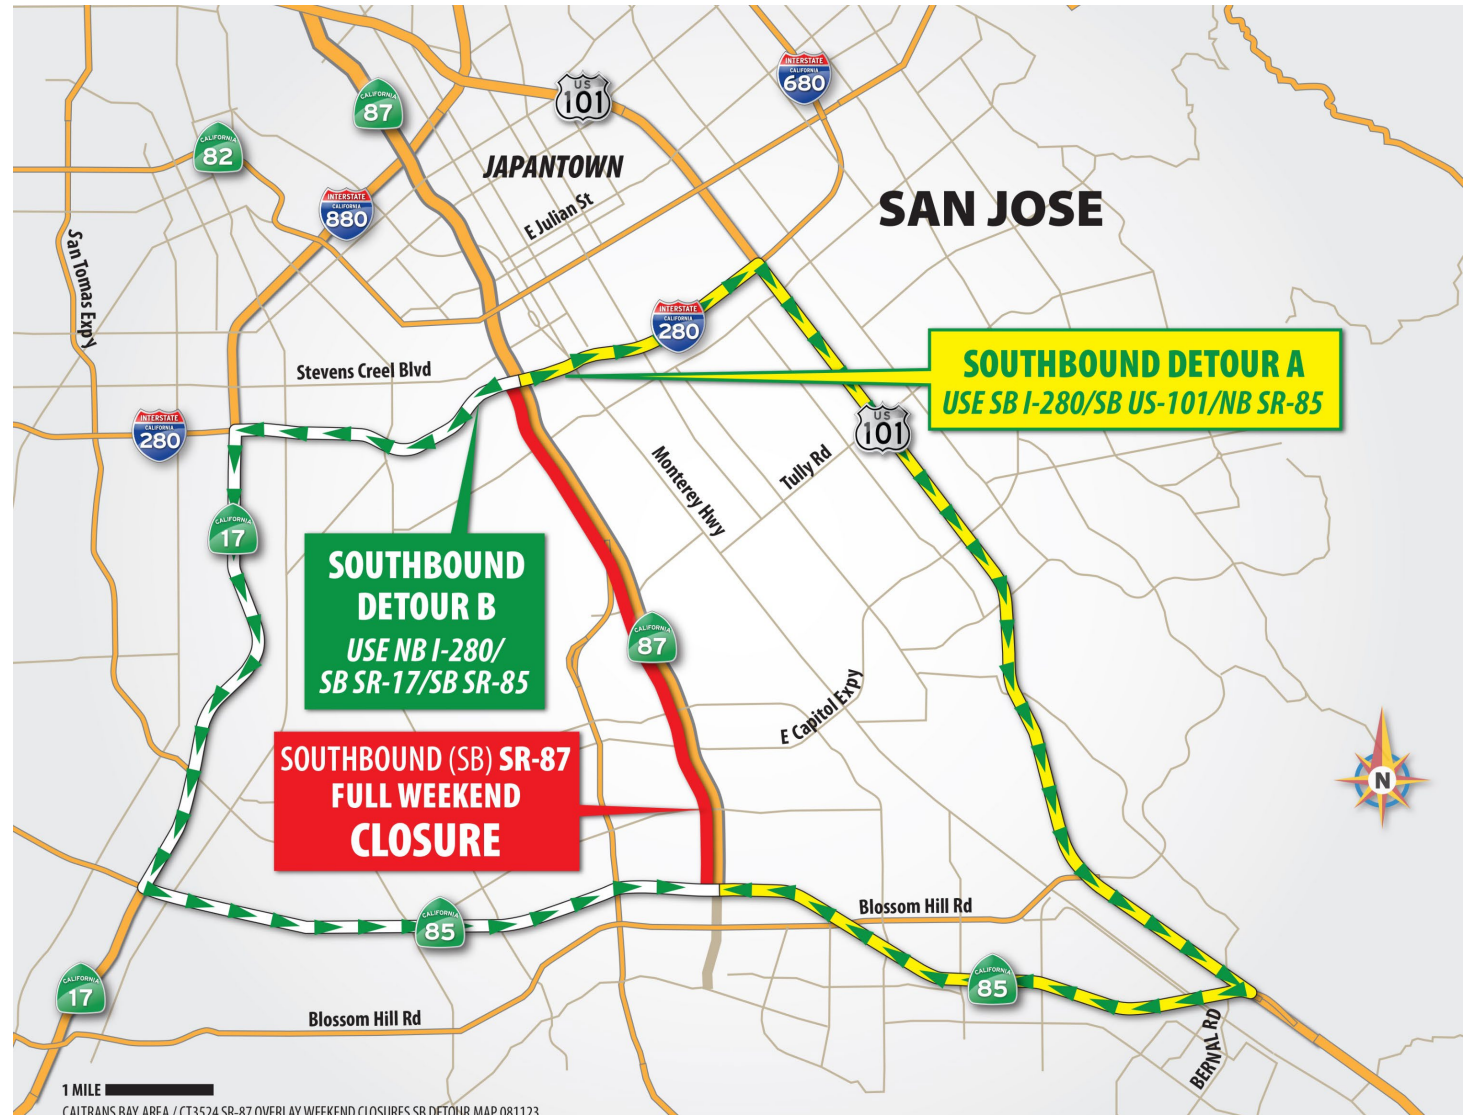 CALIFORNIA
87
US
101
INTERSTATE
CALIFORNIA
680
CALIFORNIA
82
JAPANTOWN
INTERSTATE
CALIFORNIA
880
E Julian St
SAN JOSE
San Tomas Expy
INTERSTATE
CALIFORNIA
280
Stevens Creel Blvd
SOUTHBOUND DETOUR A
USE SB I-280/SB US-101/NB SR-85
INTERSTATE
CALIFORNIA
280
US
101
Monterey Hwy
Tully Rd
CALIFORNIA
17
SOUTHBOUND
DETOUR B
USE NB I-280/
SB SR-17/SB SR-85
CALIFORNIA
87
E Capitol Expy
SOUTHBOUND (SB) SR-87
FULL WEEKEND
CLOSURE
N
Blossom Hill Rd
CALIFORNIA
85
CALIFORNIA
85
CALIFORNIA
17
Blossom Hill Rd
BERNAL RD
1 MILE
CALTRANS BAY AREA / CT3524 SR-87 OVERLAY WEEKEND CLOSURES SB DETOUR MAP 081123